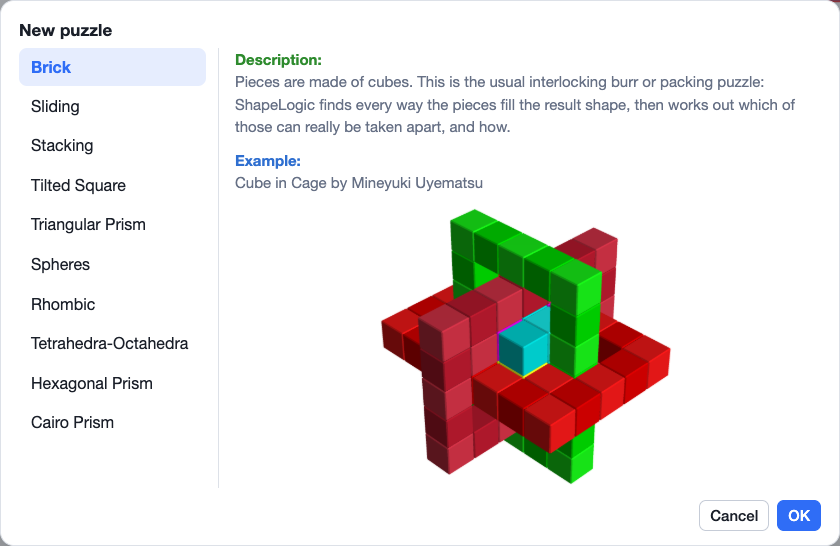 New puzzle
Brick
Sliding
Stacking
Tilted Square
Triangular Prism
Spheres
Rhombic
Tetrahedra-Octahedra
Hexagonal Prism
Cairo Prism
Description:
Pieces are made of cubes. This is the usual interlocking burr or packing puzzle:
ShapeLogic finds every way the pieces fill the result shape, then works out which of
those can really be taken apart, and how.
Example:
Cube in Cage by Mineyuki Uyematsu
Cancel
OK